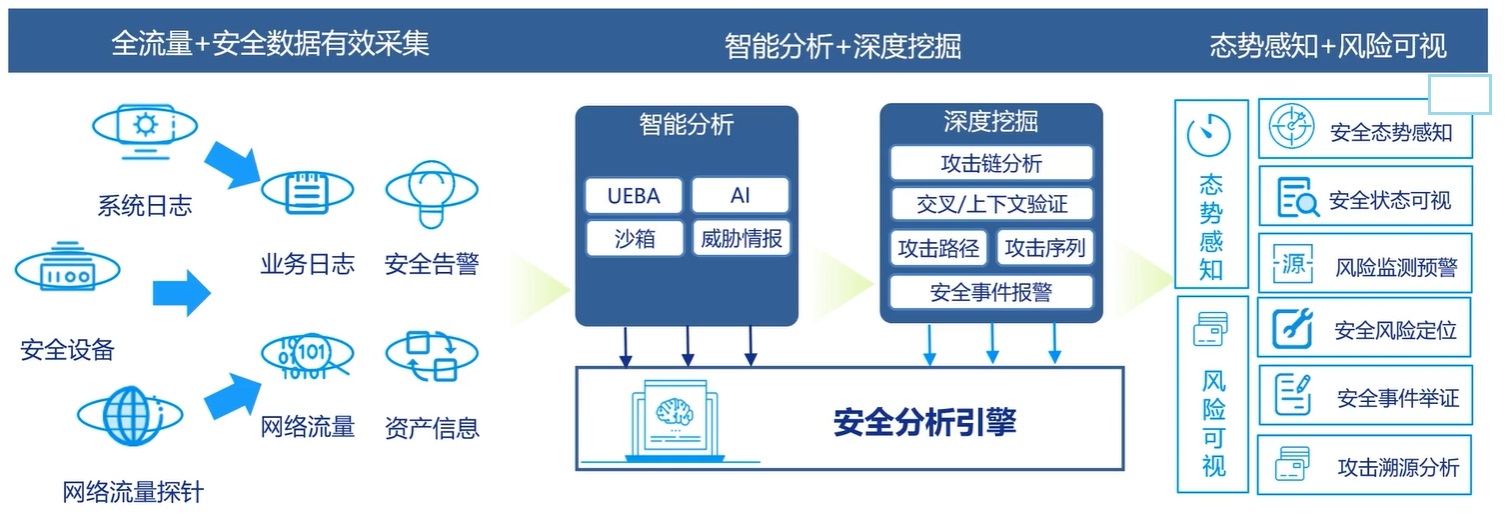 全流量+安全数据有效采集
智能分析+深度挖掘
态势感知+风险可视
系统日志
业务日志
安全告警
安全设备
1100
网络流量
资产信息
网络流量探针
01
0
101
10101
智能分析
UEBA
AI
沙箱
威胁情报
深度挖掘
攻击链分析
交叉/上下文验证
攻击路径
攻击序列
安全事件报警
安全分析引擎
态势感知
安全态势感知
安全状态可视
源
风险监测预警
风险可视
安全风险定位
安全事件举证
攻击溯源分析